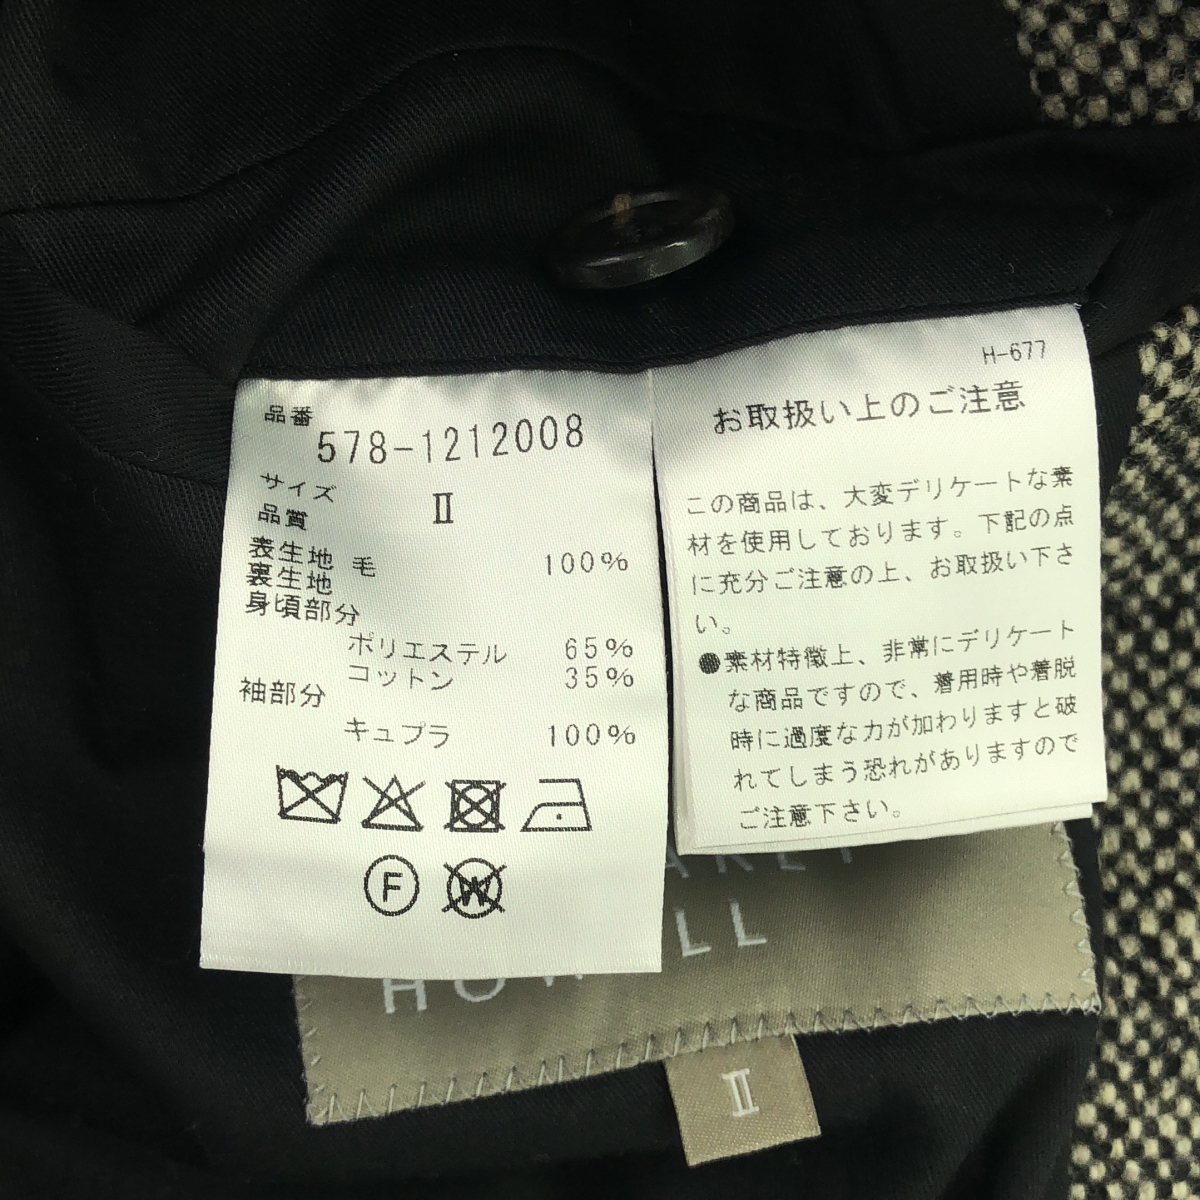 品番
578-1212008
サイズ II
品質
表生地 毛 100%
裏生地
身頃部分
ポリエステル 65%
コットン 35%
袖部分
キュプラ 100%
F
W
H-677
お取扱い上のご注意
この商品は、大変デリケートな素
材を使用しております。下記の点
に充分ご注意の上、お取扱い下さ
い。
●素材特徴上、非常にデリケート
な商品ですので、着用時や着脱
時に過度な力が加わりますと破
れてしまう恐れがありますので
ご注意下さい。
II